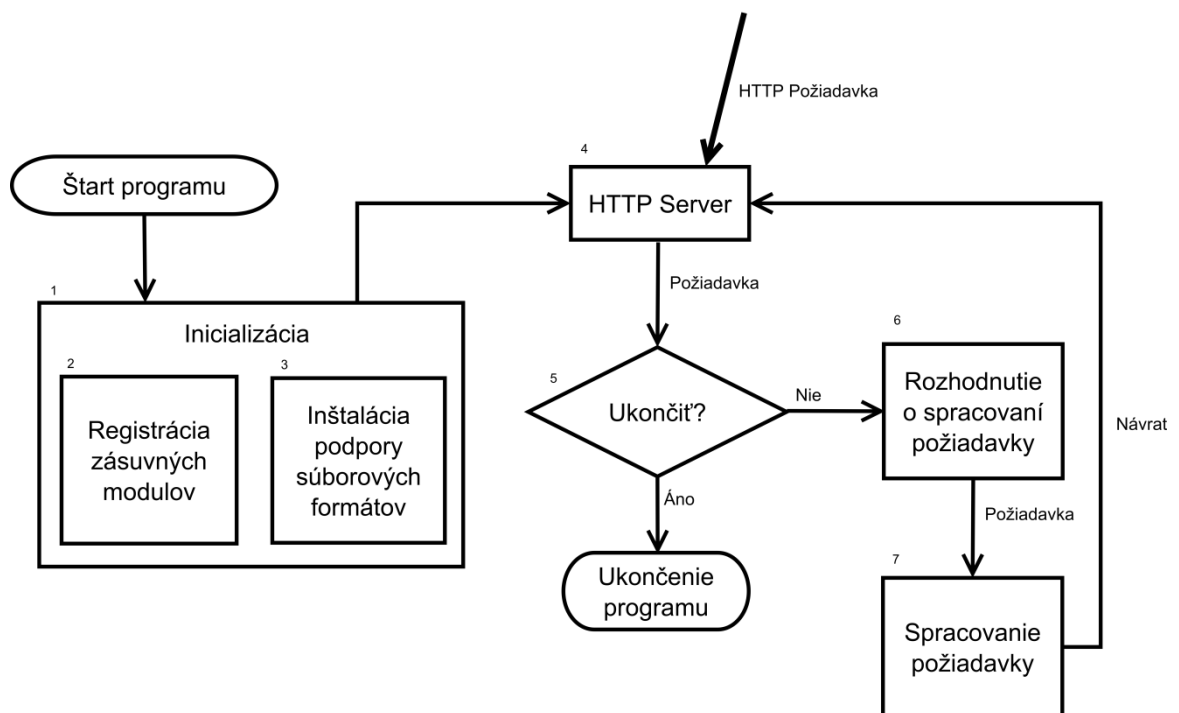 HTTP Požiadavka
4
Štart programu
HTTP Server
1
Požiadavka
Inicializácia
6
2
3
5
Registrácia
zásuvných
modulov
Inštalácia
podpory
súborových
formátov
Ukončiť?
Nie
Rozhodnutie
o spracovaní
požiadavky
Návrat
Áno
Požiadavka
7
Ukončenie
programu
Spracovanie
požiadavky